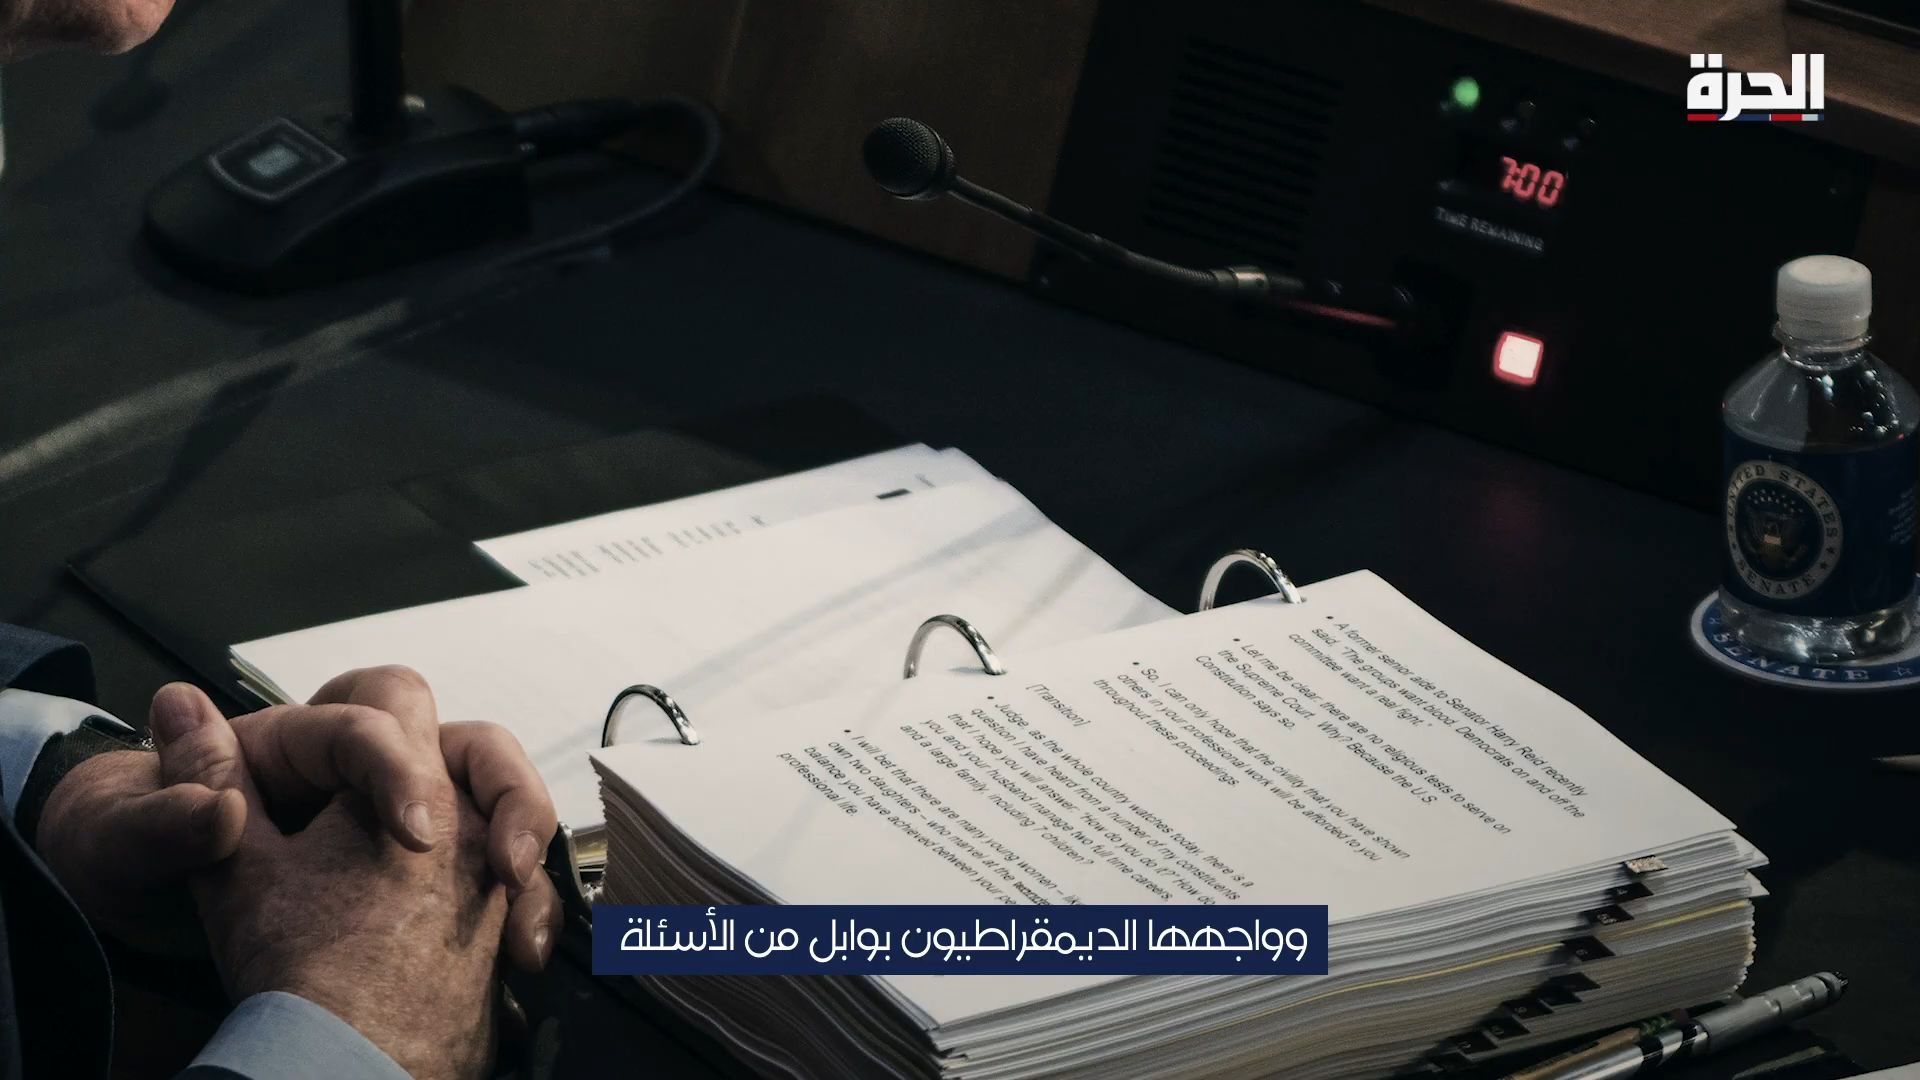 الحرة
7:00
TIME REMAINING
UNITED STATES
SENATE
SENATE
• A former senior aide to Senator Harry Reid recently
said, "The groups want blood. Democrats on and off the
committee want a real fight."
• Let me be clear: there are no religious tests to serve on
the Supreme Court. Why? Because the U.S.
Constitution says so.
• So, I can only hope that the civility that you have shown
others in your professional work will be afforded to you
throughout these proceedings.
[Transition]
• Judge, as the whole country watches today, there is a
question I have heard from a number of my constituents
that I hope you will answer. "How do you do it?" How do
you and your husband manage two full time careers,
and a large family, including 7 children?
• I will bet that there are many young women – like
own two daughters – who marvel at the
balance you have achieved between your pe
professional life.
وواجهها الديمقراطيون بوابل من الأسئلة